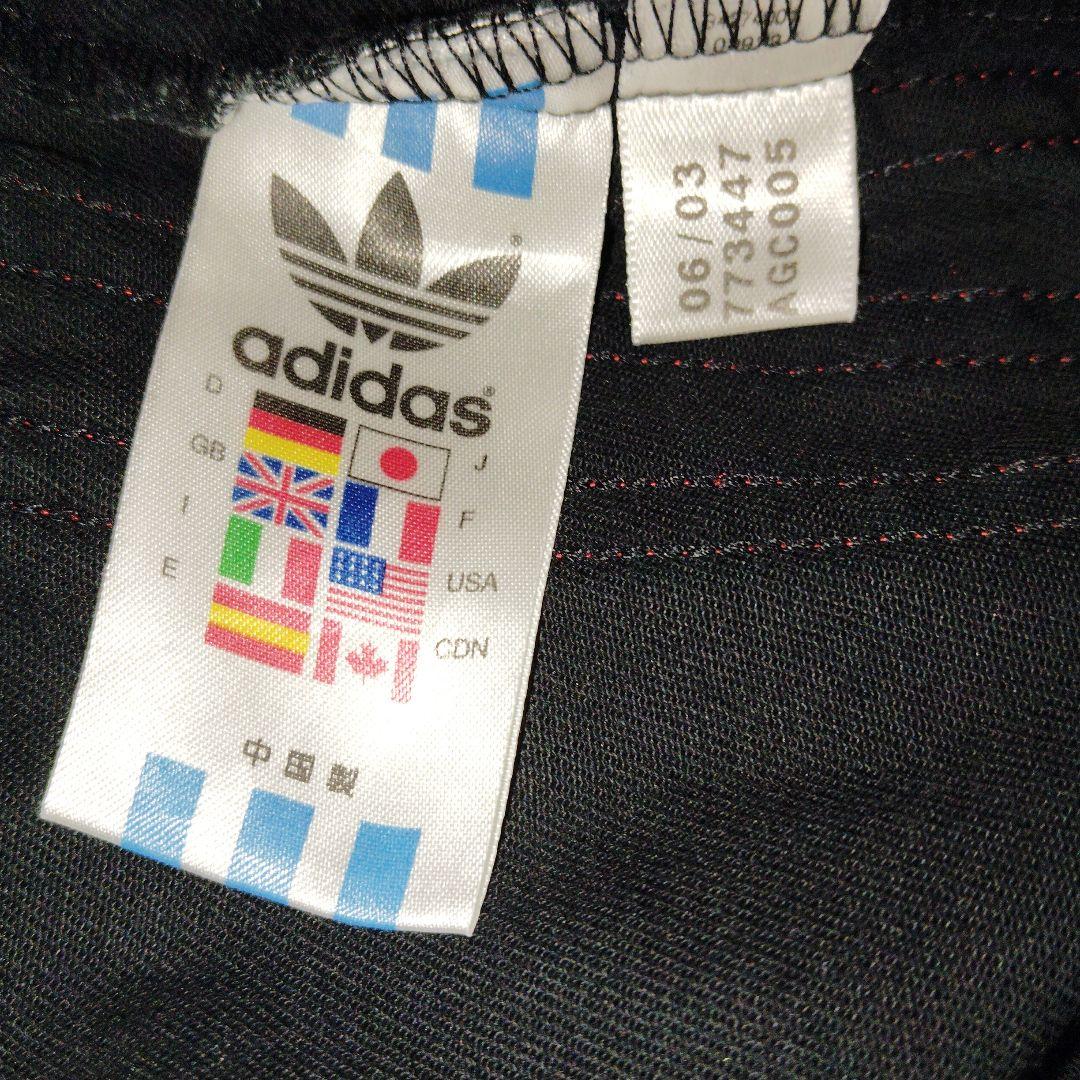 adidas
D
J
GB
F
I
USA
E
CDN
中国製
06/03
773447
AGC005